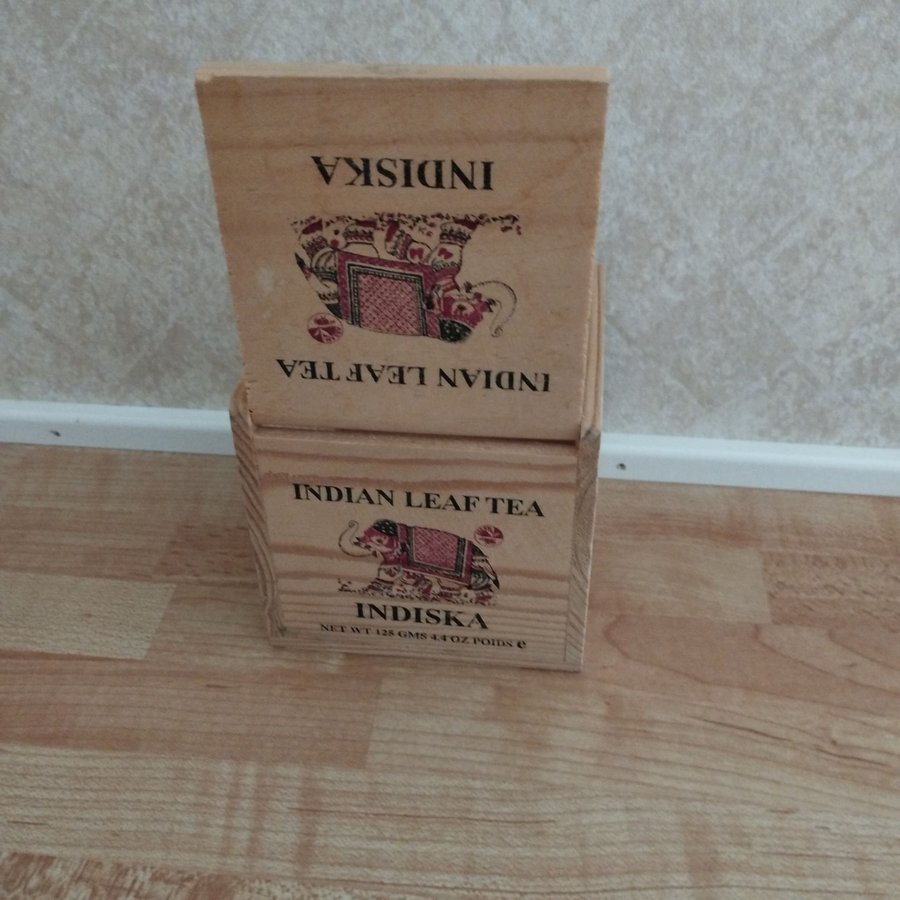 INDISKA
INDIAN LEAF TEA
INDIAN LEAF TEA
INDISKA
NET WT 125 GMS 4.4 OZ POIDS e